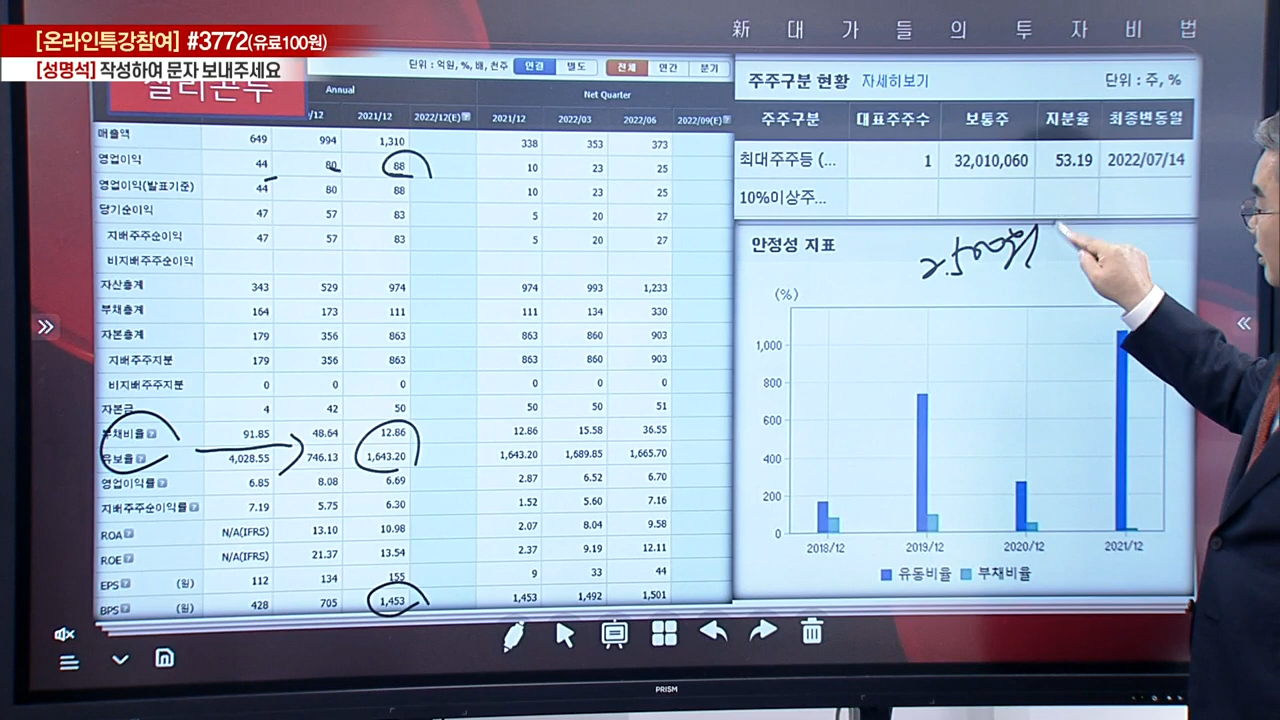 [온라인특강참여] #3772(유료100원)
[성명석] 작성하여 문자 보내주세요
新 대 가 들 의 투 자 비 법
실리콘투
단위 : 억원, %, 배, 천주 연결 별도 전체 연간 분기
Annual Net Quarter
/12 2021/12 2022/12(E) 2021/12 2022/03 2022/06 2022/09(E)
매출액 649 994 1,310 338 353 373
영업이익 44 80 88 10 23 25
영업이익(발표기준) 44 80 88 10 23 25
당기순이익 47 57 83 5 20 27
지배주주순이익 47 57 83 5 20 27
비지배주주순이익
자산총계 343 529 974 974 993 1,233
부채총계 164 173 111 111 134 330
자본총계 179 356 863 863 860 903
지배주주지분 179 356 863 863 860 903
비지배주주지분 0 0 0 0 0 0
자본금 4 42 50 50 50 51
부채비율 91.85 48.64 12.86 12.86 15.58 36.55
유보율 4,028.55 746.13 1,643.20 1,643.20 1,689.85 1,665.70
영업이익률 6.85 8.08 6.69 2.87 6.52 6.70
지배주주순이익률 7.19 5.75 6.30 1.52 5.60 7.16
ROA N/A(IFRS) 13.10 10.98 2.07 8.04 9.58
ROE N/A(IFRS) 21.37 13.54 2.37 9.19 12.11
EPS (원) 112 134 155 9 33 44
BPS (원) 428 705 1,453 1,453 1,492 1,501
주주구분 현황 자세히보기 단위 : 주, %
주주구분 대표주주수 보통주 지분율 최종변동일
최대주주등 (... 1 32,010,060 53.19 2022/07/14
10%이상주...
안정성 지표
(%)
1,000
800
600
400
200
0
2018/12 2019/12 2020/12 2021/12
유동비율 부채비율
PRISM